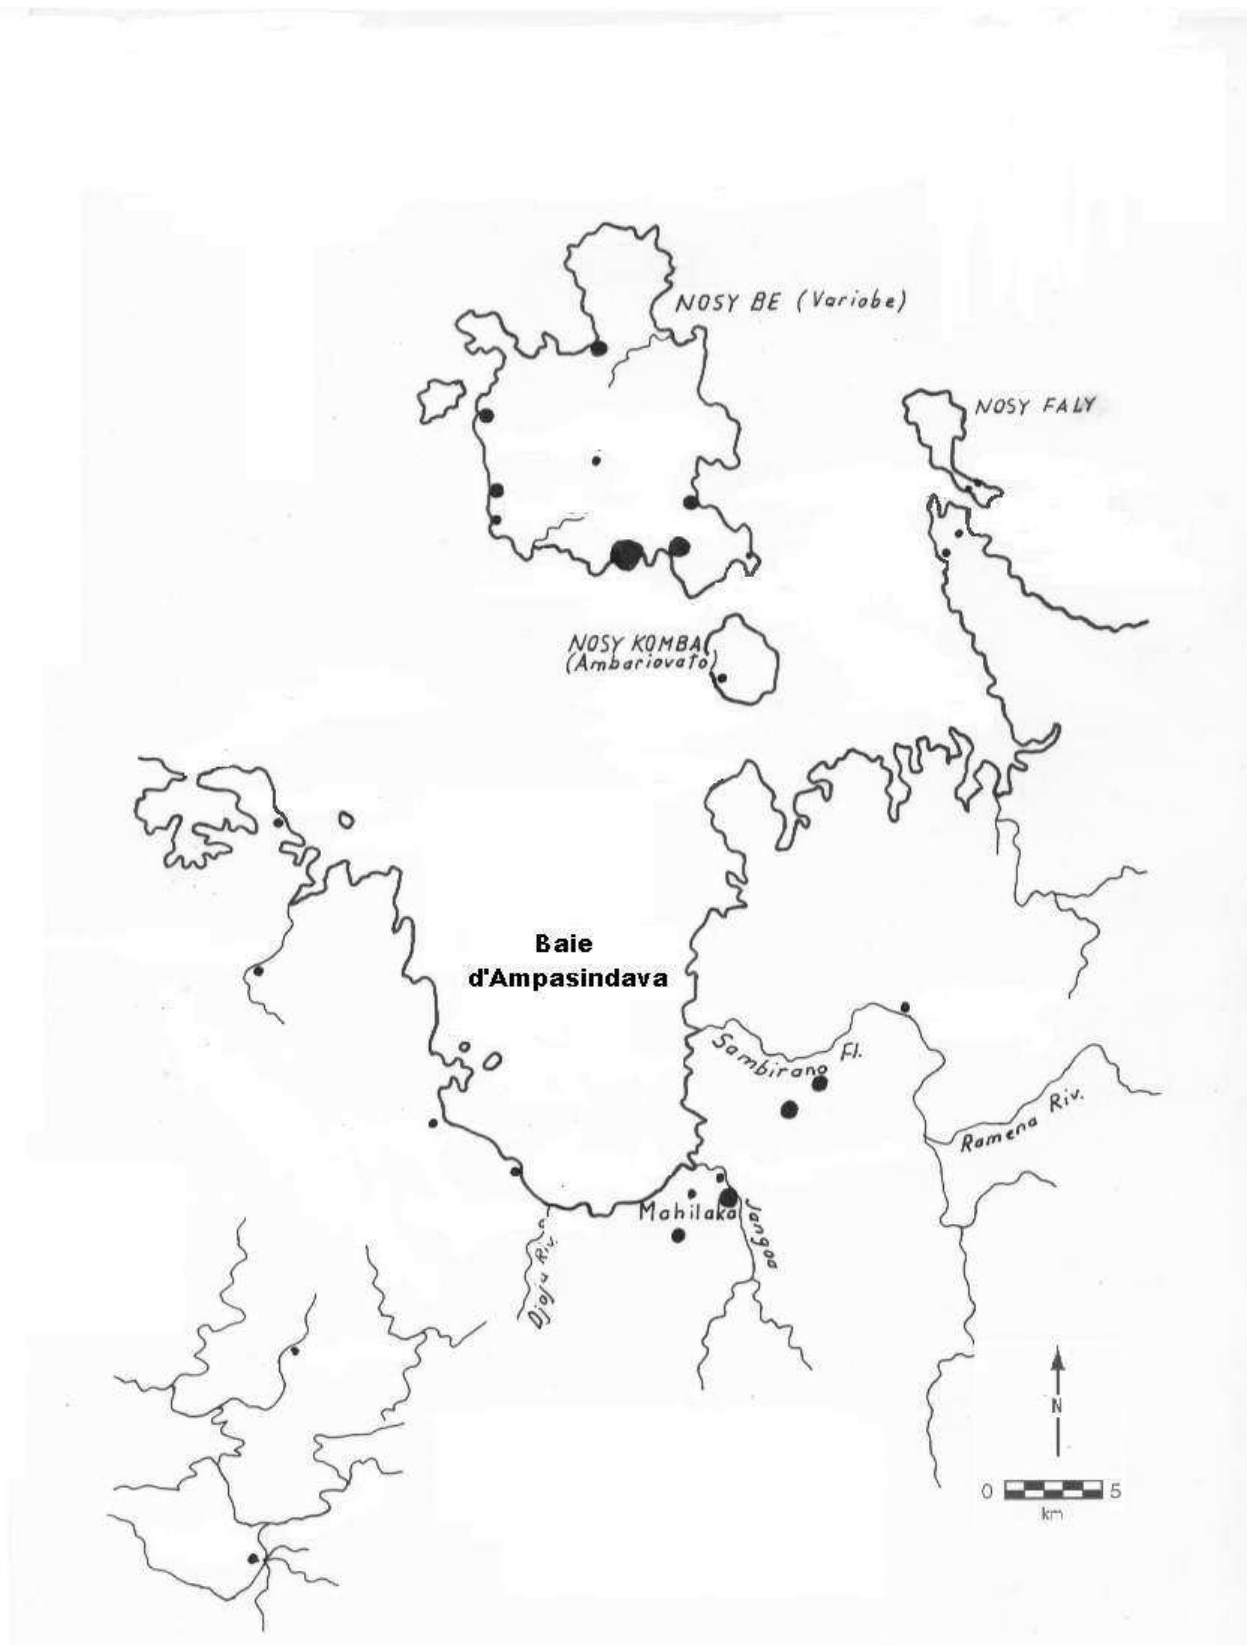 NOSY BE (Variobe)
NOSY FALY
NOSY KOMBA
(Ambariovato)
Baie
d'Ampasindava
Sambirano Fl.
Ramena Riv.
Mahilaka
Jangoa
Djaju Riv.
N
0 5
km